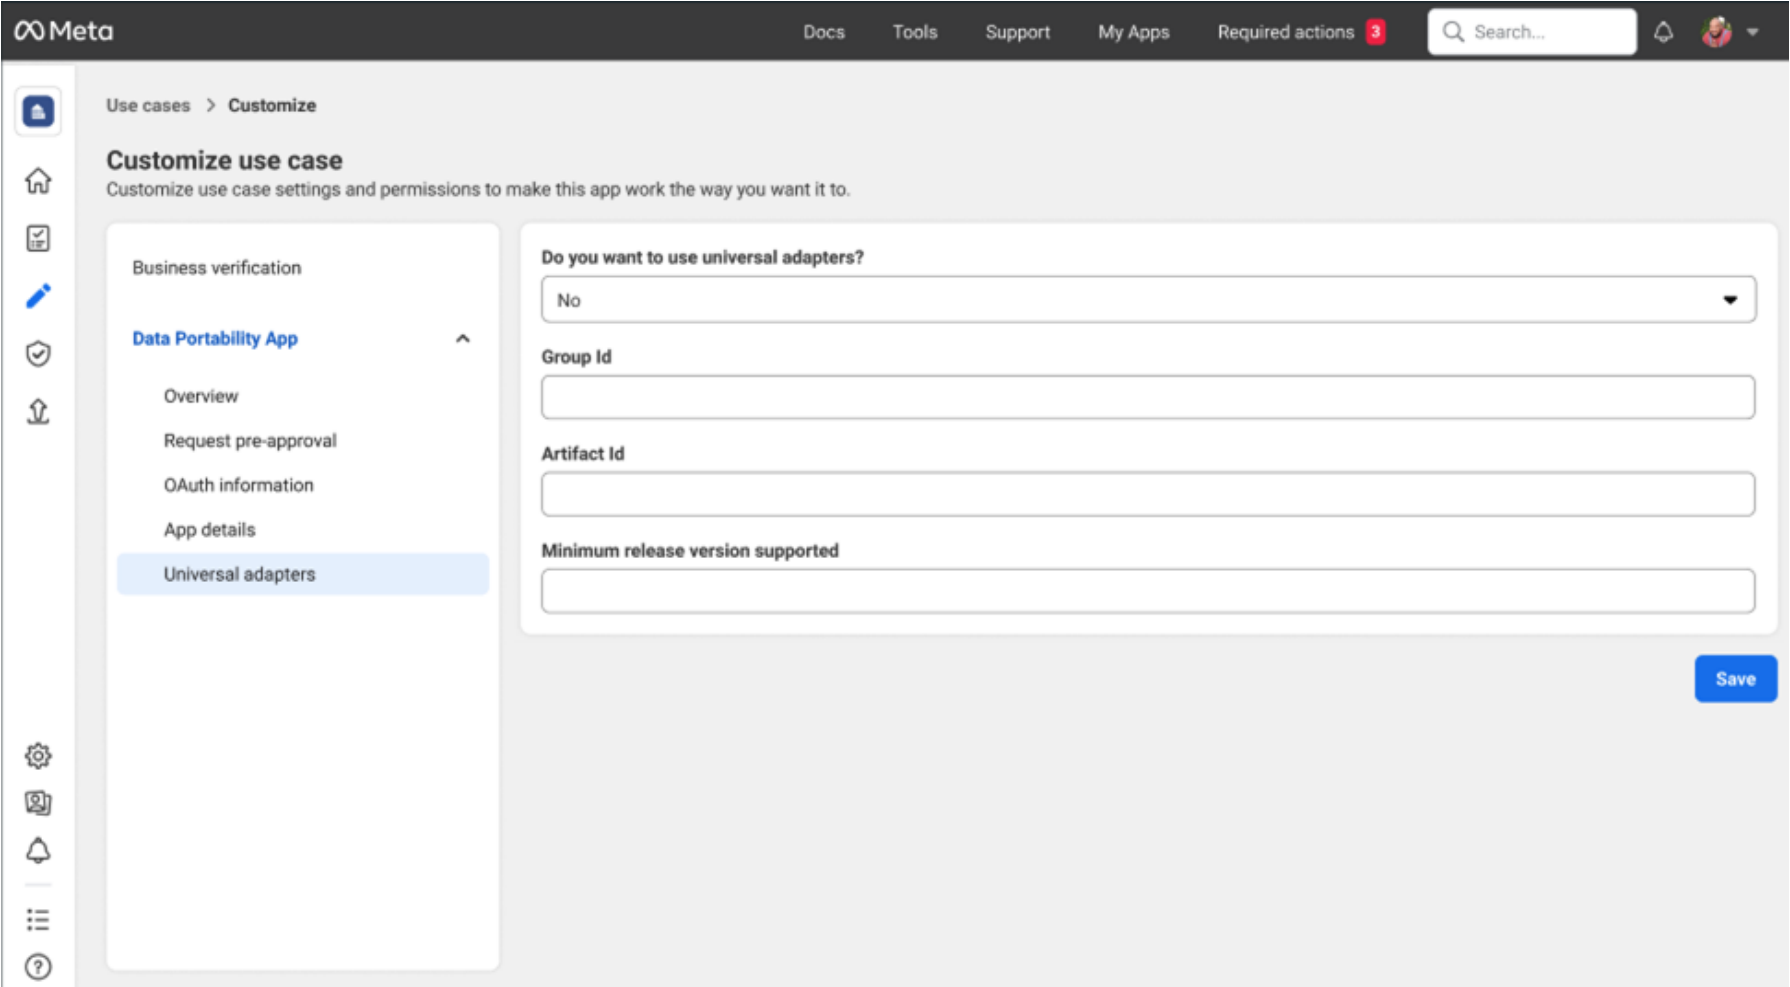 Meta
Docs Tools Support My Apps Required actions 3 Search...
Use cases > Customize
Customize use case
Customize use case settings and permissions to make this app work the way you want it to.
Business verification
Data Portability App
Overview
Request pre-approval
OAuth information
App details
Universal adapters
Do you want to use universal adapters?
No
Group Id
Artifact Id
Minimum release version supported
Save